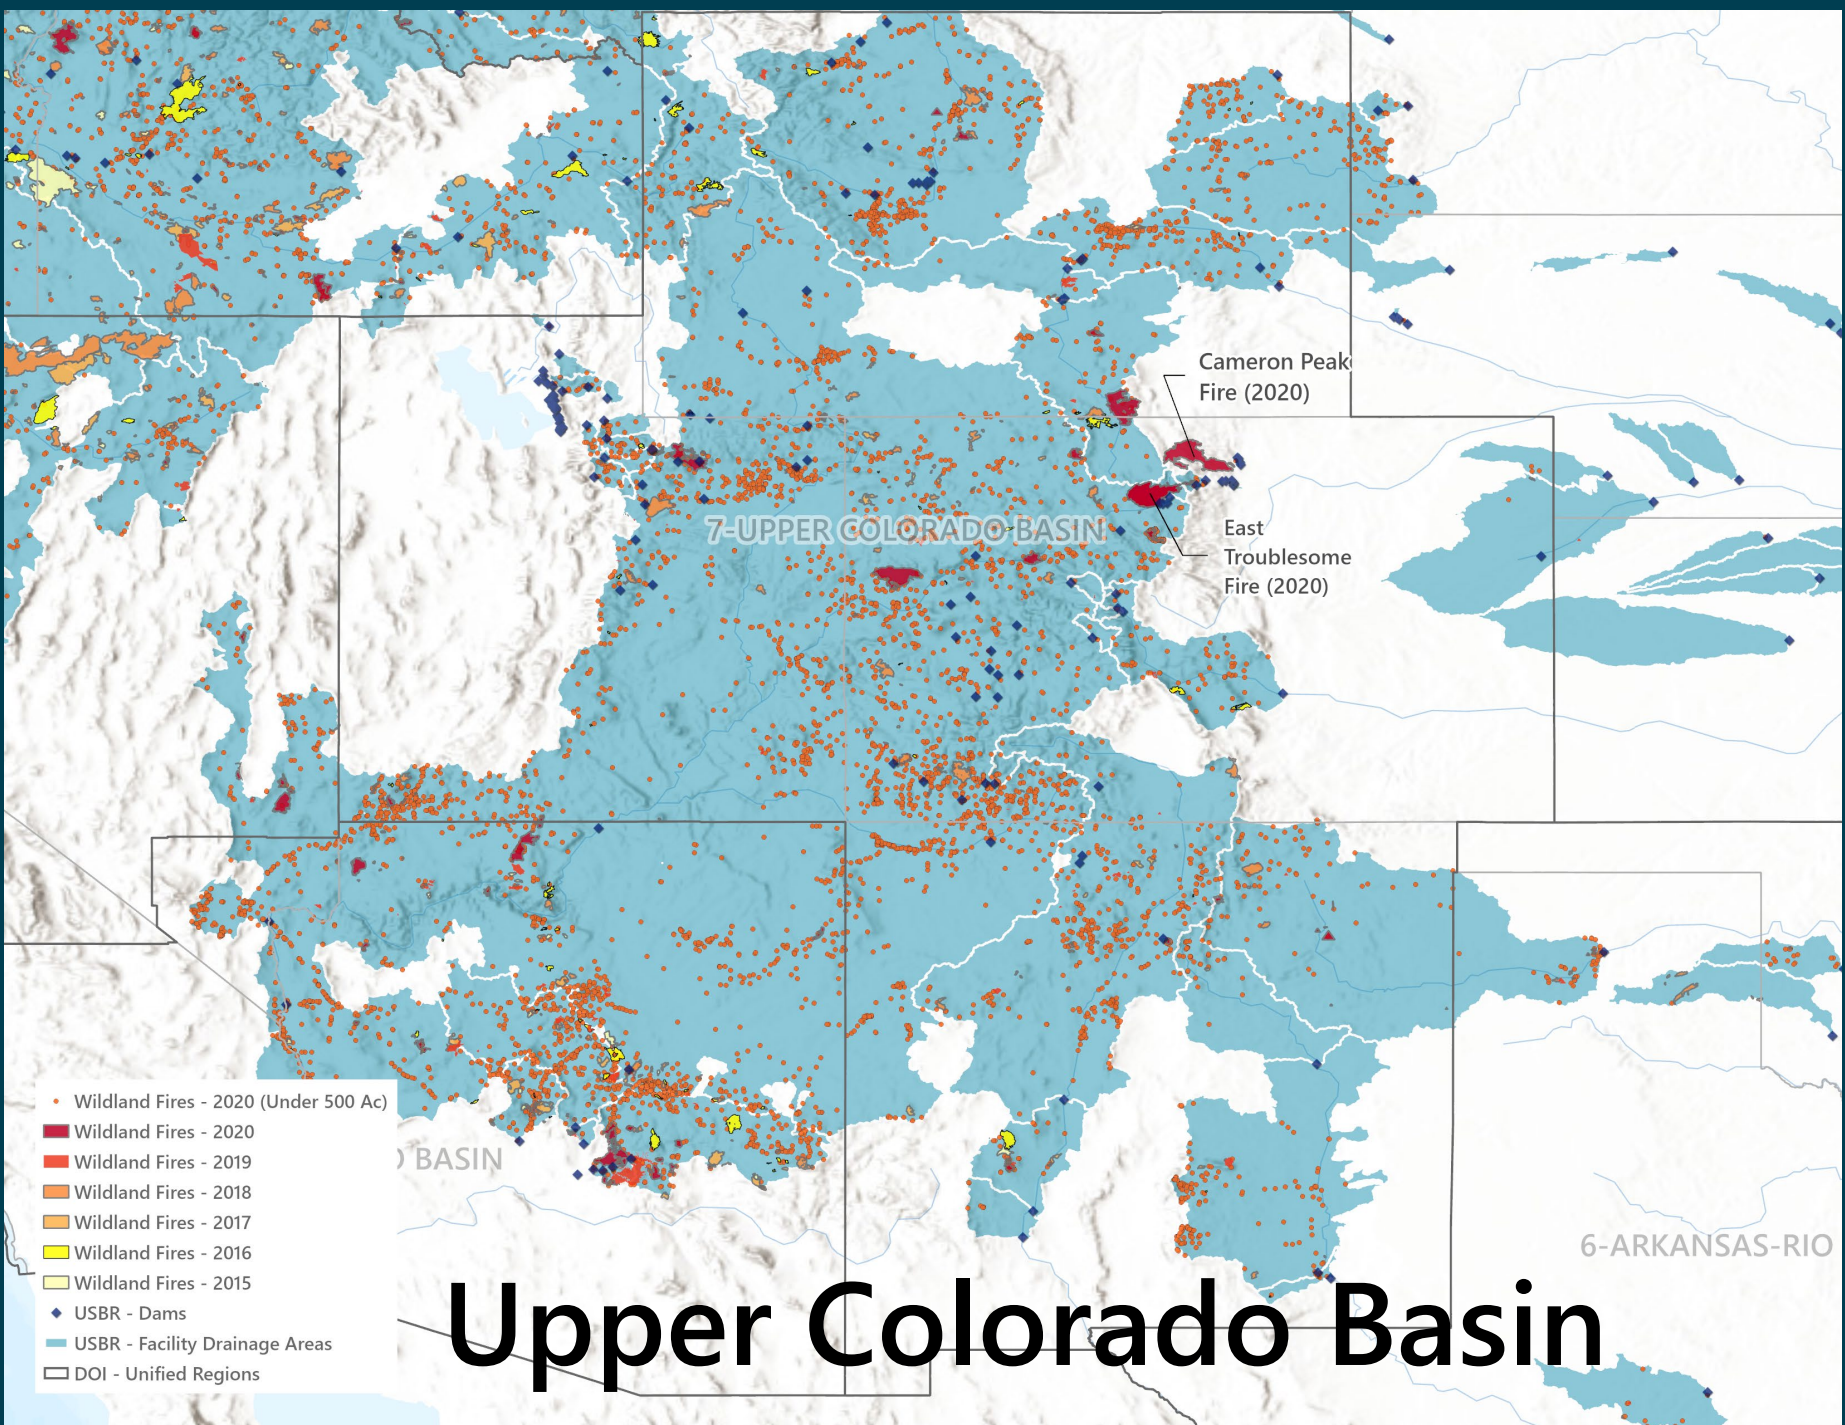 Cameron Peak
Fire (2020)
East
Troublesome
Fire (2020)
7-UPPER COLORADO BASIN
BASIN
6-ARKANSAS-RIO
Wildland Fires - 2020 (Under 500 Ac)
Wildland Fires - 2020
Wildland Fires - 2019
Wildland Fires - 2018
Wildland Fires - 2017
Wildland Fires - 2016
Wildland Fires - 2015
USBR - Dams
USBR - Facility Drainage Areas
DOI - Unified Regions
Upper Colorado Basin